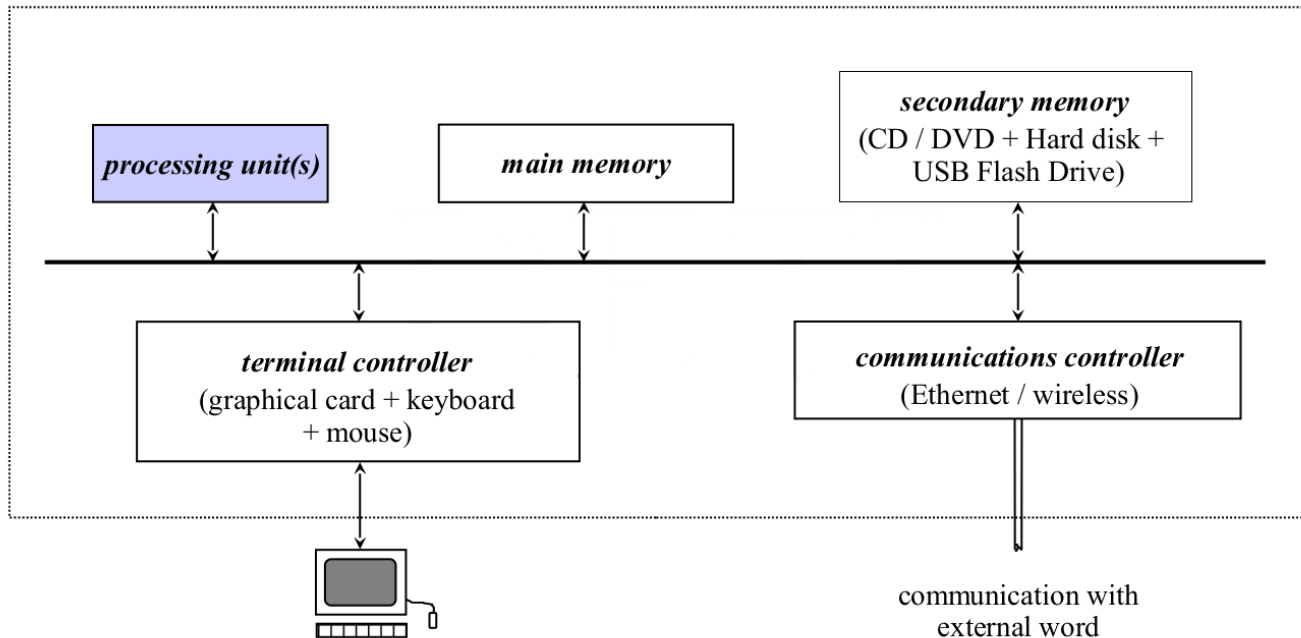 processing unit(s)
main memory
secondary memory
(CD / DVD + Hard disk +
USB Flash Drive)
terminal controller
(graphical card + keyboard
+ mouse)
communications controller
(Ethernet / wireless)
communication with
external word